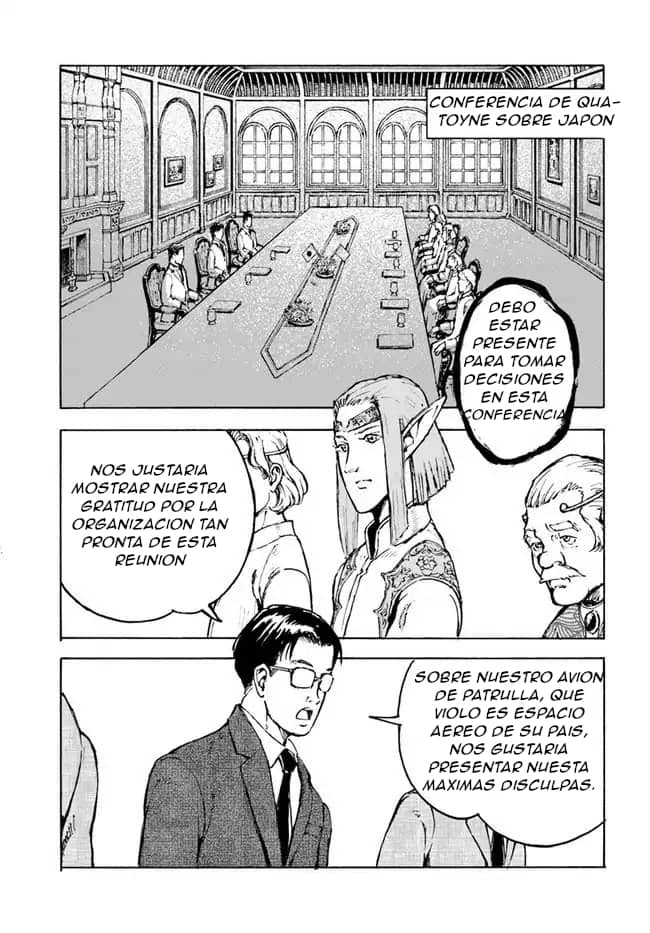 CONFERENCIA DE QUA-
TOYNE SOBRE JAPON
DEBO
ESTAR
PRESENTE
PARA TOMAR
DECISIONES
EN ESTA
CONFERENCIA
NOS JUSTARIA
MOSTRAR NUESTRA
GRATITUD POR LA
ORGANIZACION TAN
PRONTA DE ESTA
REUNION
SOBRE NUESTRO AVION
DE PATRULLA, QUE
VIOLO ES ESPACIO
AEREO DE SU PAIS,
NOS GUSTARIA
PRESENTAR NUESTA
MAXIMAS DISCULPAS.